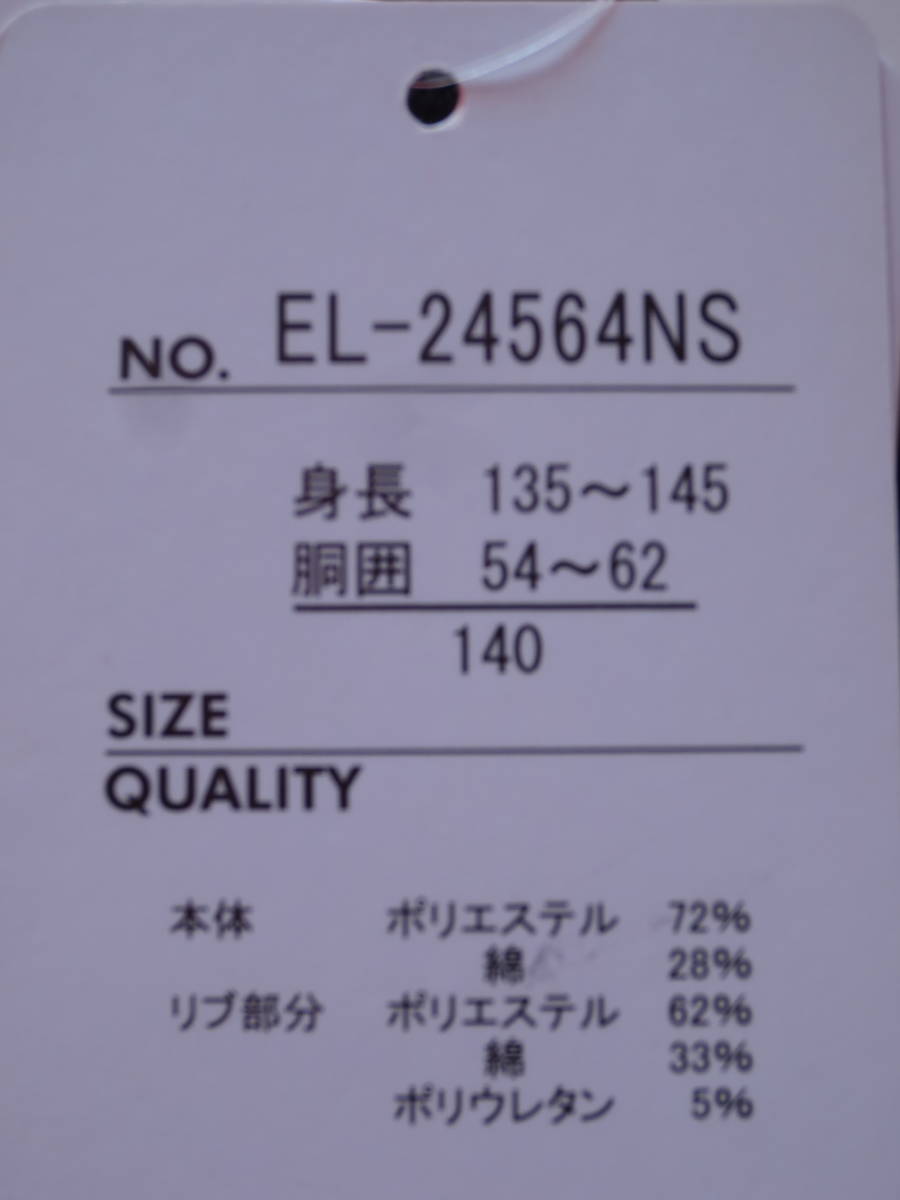 NO. EL-24564NS
身長 135～145
胴囲 54～62
140
SIZE
QUALITY
本体 ポリエステル 72%
綿 28%
リブ部分 ポリエステル 62%
綿 33%
ポリウレタン 5%